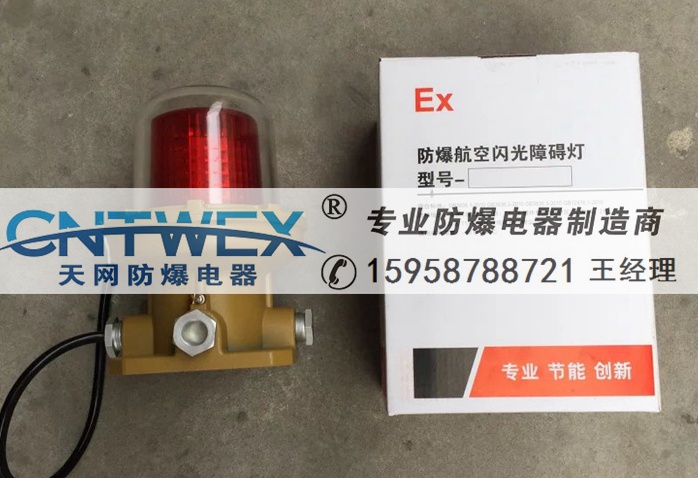 Ex
防爆航空闪光障碍灯
型号-
CNTWEX®
天网防爆电器
专业防爆电器制造商
15958788721 王经理
专业 节能 创新